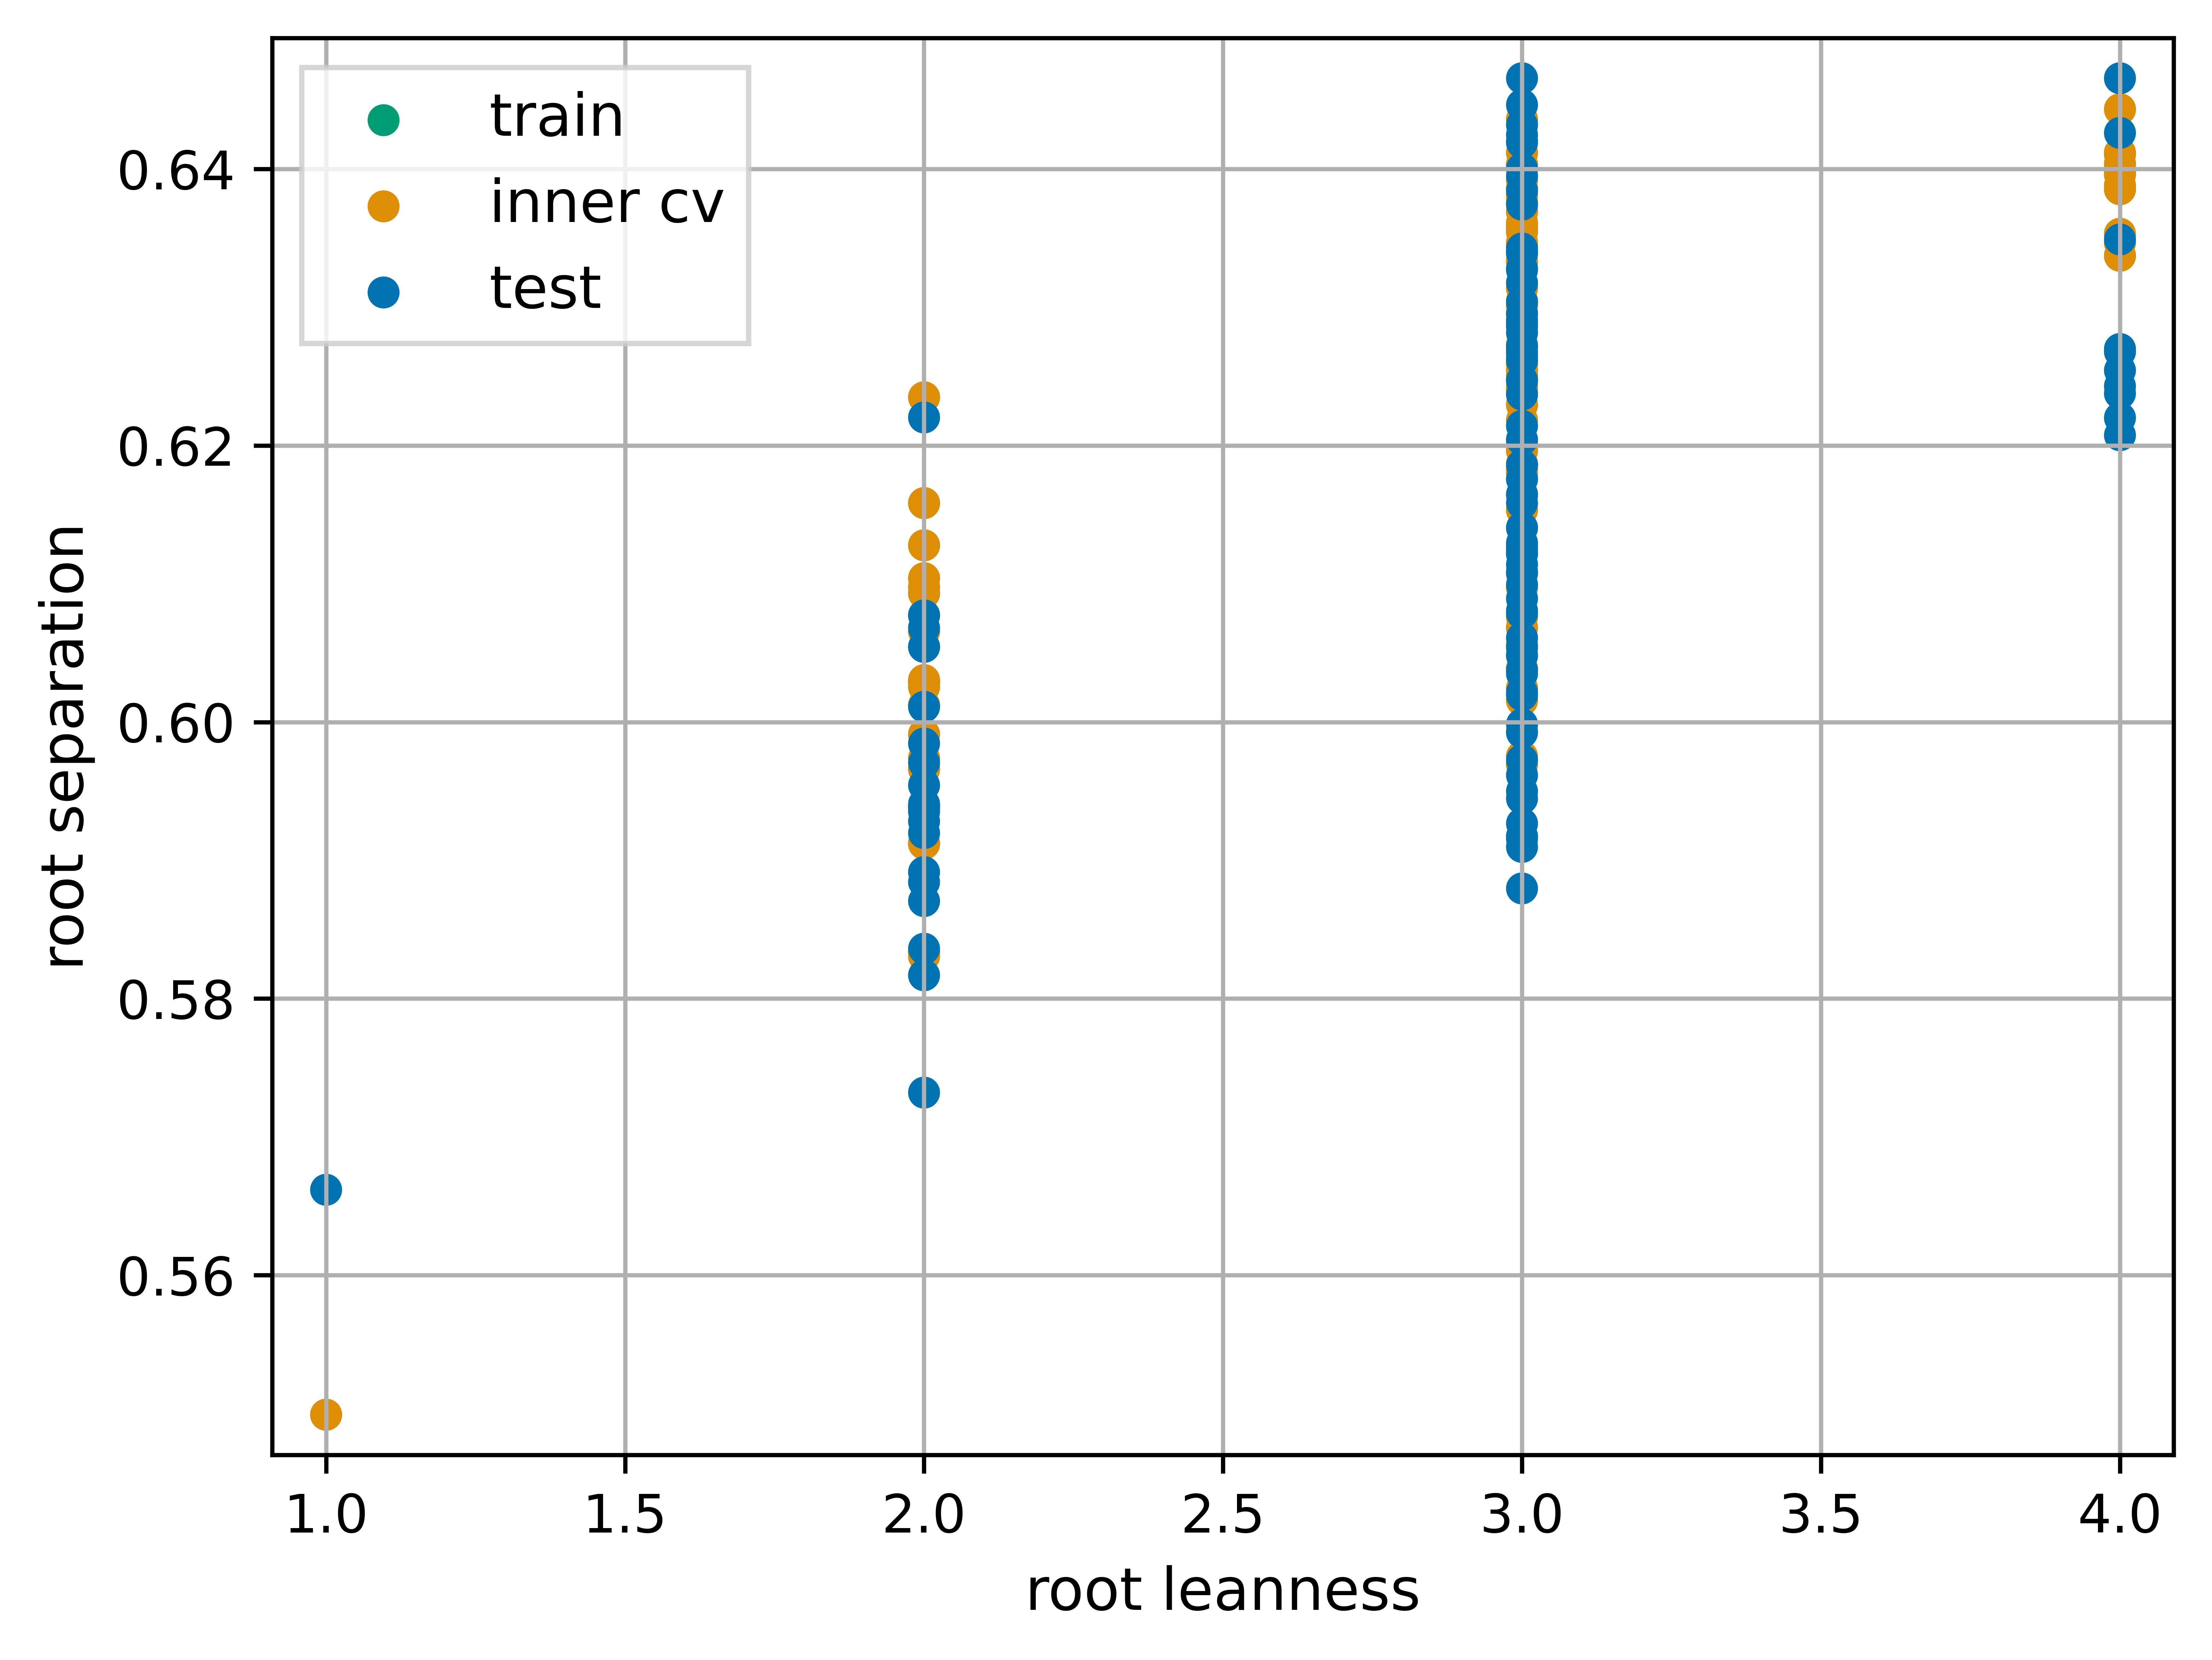 train
inner cv
test
0.64
0.62
0.60
0.58
0.56
root separation
1.0 1.5 2.0 2.5 3.0 3.5 4.0
root leanness